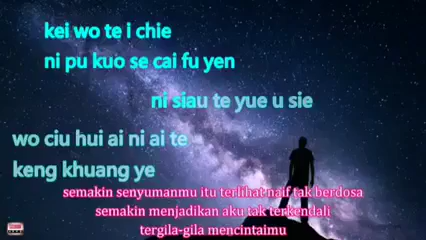 kei wo te i chie
ni pu kuo se cai fu yen
ni siau te yue u sie
wo ciu hui ai ni ai te
keng khuang ye
semakin senyumanmu itu terlihat naif tak berdosa
semakin menjadikan aku tak terkendali
tergila-gila mencintaimu